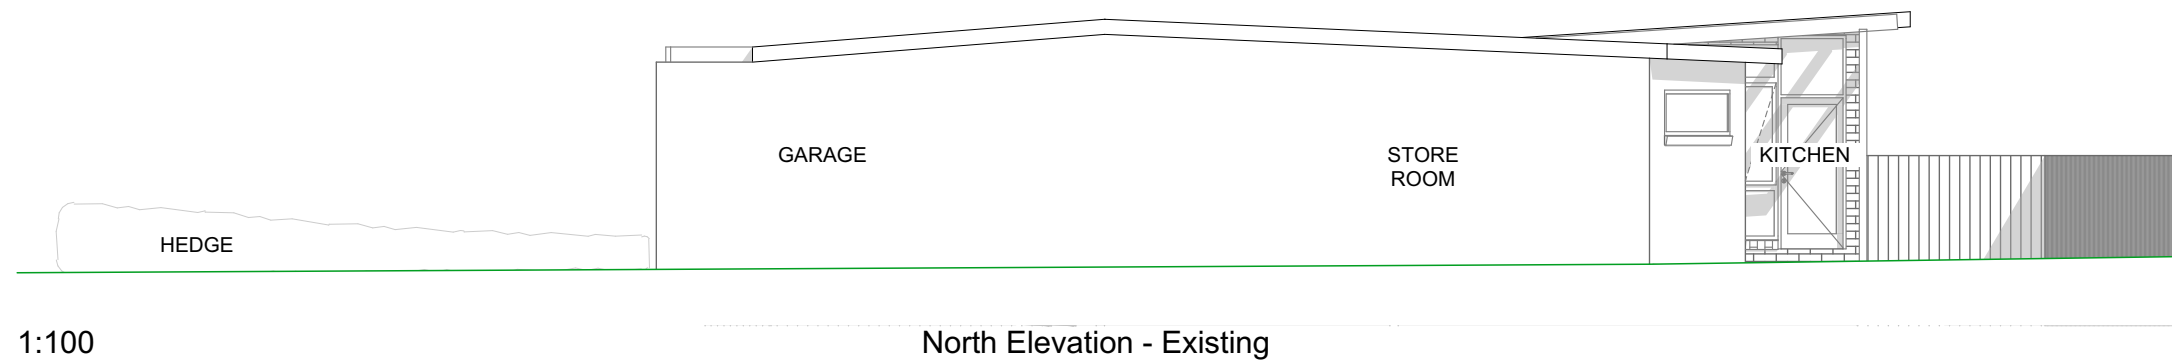 GARAGE
STORE
ROOM
KITCHEN
HEDGE
1:100
North Elevation - Existing